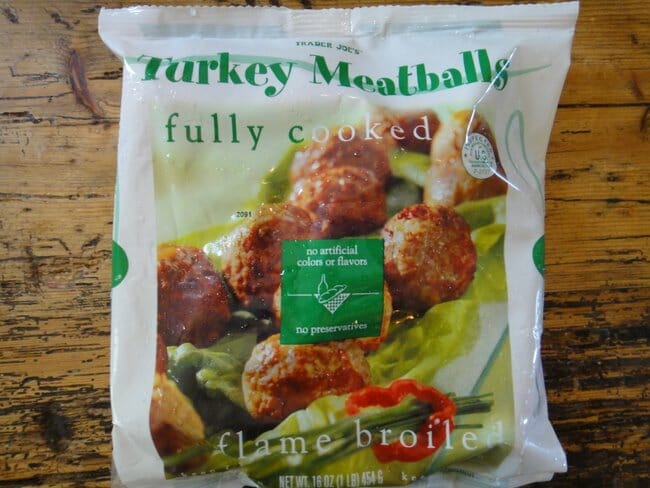 TRADER JOE'S
Turkey Meatballs
fully cooked
U.S.
2091
no artificial
colors or flavors
no preservatives
flame broiled
NET WT. 16 OZ (1 LB) 454 G